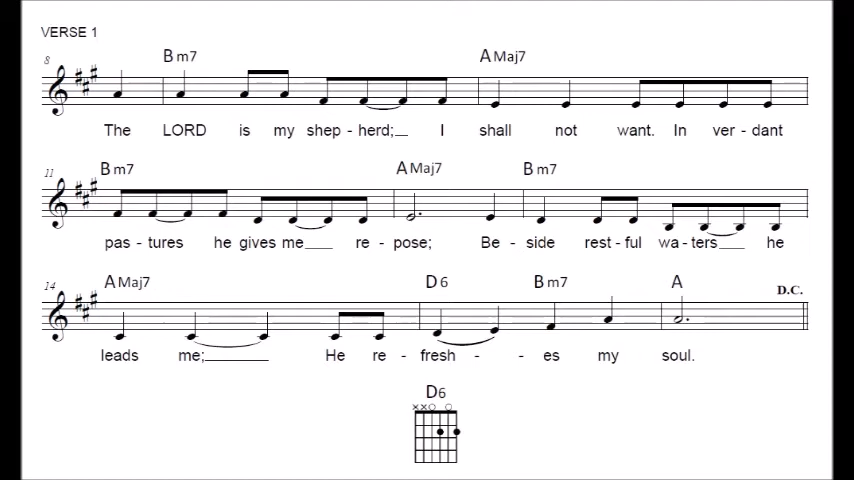 VERSE 1
8 Bm7 AMaj7
The LORD is my shep - herd; I shall not want. In ver - dant
11 Bm7 AMaj7 Bm7
pas - tures he gives me re - pose; Be - side rest - ful wa - ters he
14 AMaj7 D6 Bm7 A D.C.
leads me; He re - fresh - - es my soul.
D6
xxo o